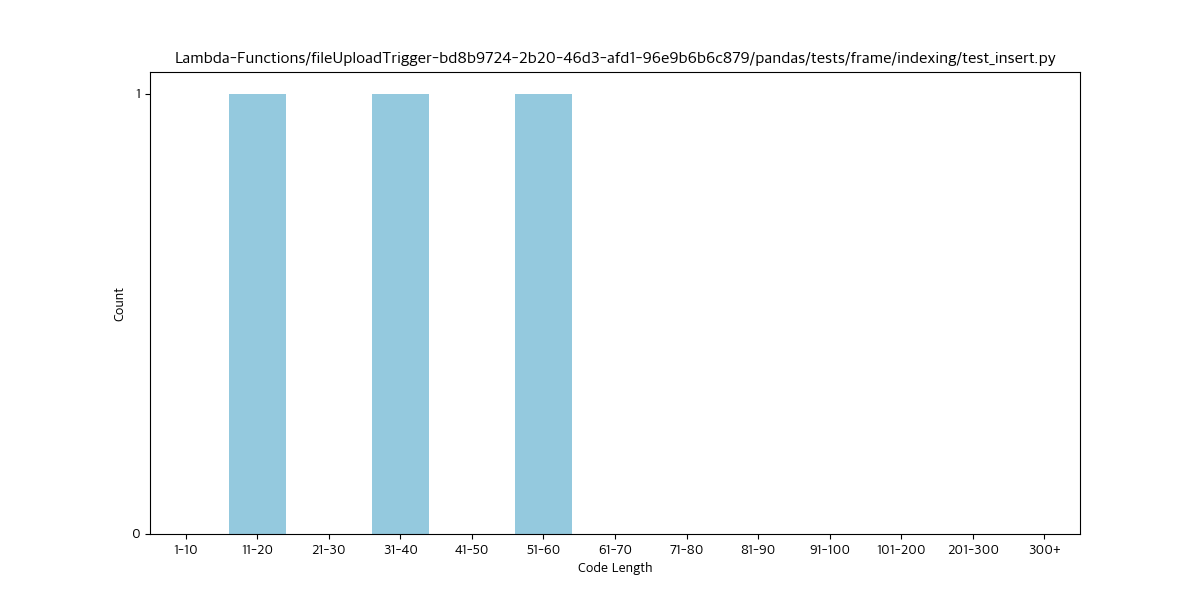 Lambda-Functions/fileUploadTrigger-bd8b9724-2b20-46d3-afd1-96e9b6b6c879/pandas/tests/frame/indexing/test_insert.py
1
Count
0
1-10 11-20 21-30 31-40 41-50 51-60 61-70 71-80 81-90 91-100 101-200 201-300 300+
Code Length